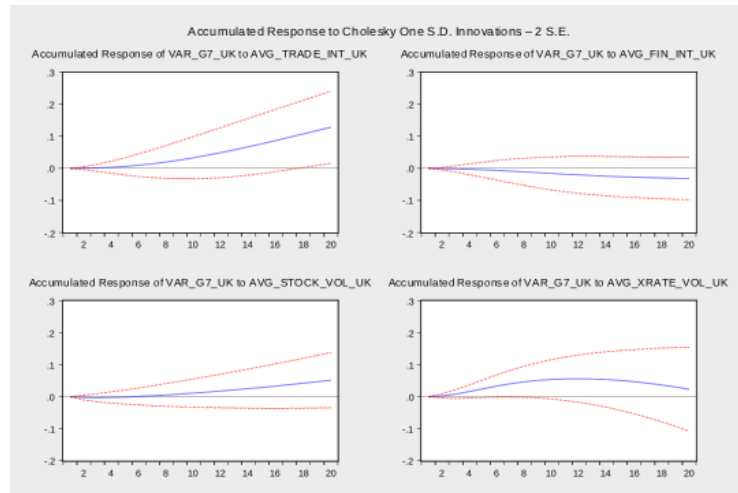 Accumulated Response to Cholesky One S.D. Innovations – 2 S.E.
Accumulated Response of VAR_G7_UK to AVG_TRADE_INT_UK
.3
.2
.1
.0
-.1
-.2
2 4 6 8 10 12 14 16 18 20
Accumulated Response of VAR_G7_UK to AVG_FIN_INT_UK
.3
.2
.1
.0
-.1
-.2
2 4 6 8 10 12 14 16 18 20
Accumulated Response of VAR_G7_UK to AVG_STOCK_VOL_UK
.3
.2
.1
.0
-.1
-.2
2 4 6 8 10 12 14 16 18 20
Accumulated Response of VAR_G7_UK to AVG_XRATE_VOL_UK
.3
.2
.1
.0
-.1
-.2
2 4 6 8 10 12 14 16 18 20